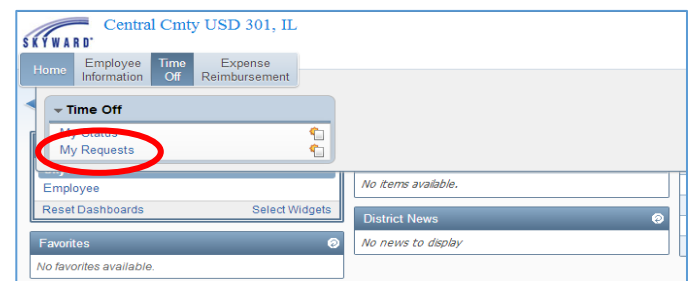 Central Cmty USD 301, IL
SKYWARD
Home
Employee Information
Time Off
Expense Reimbursement
Time Off
My Status
My Requests
Employee
Reset Dashboards Select Widgets
Favorites
No favorites available.
No items available.
District News
No news to display